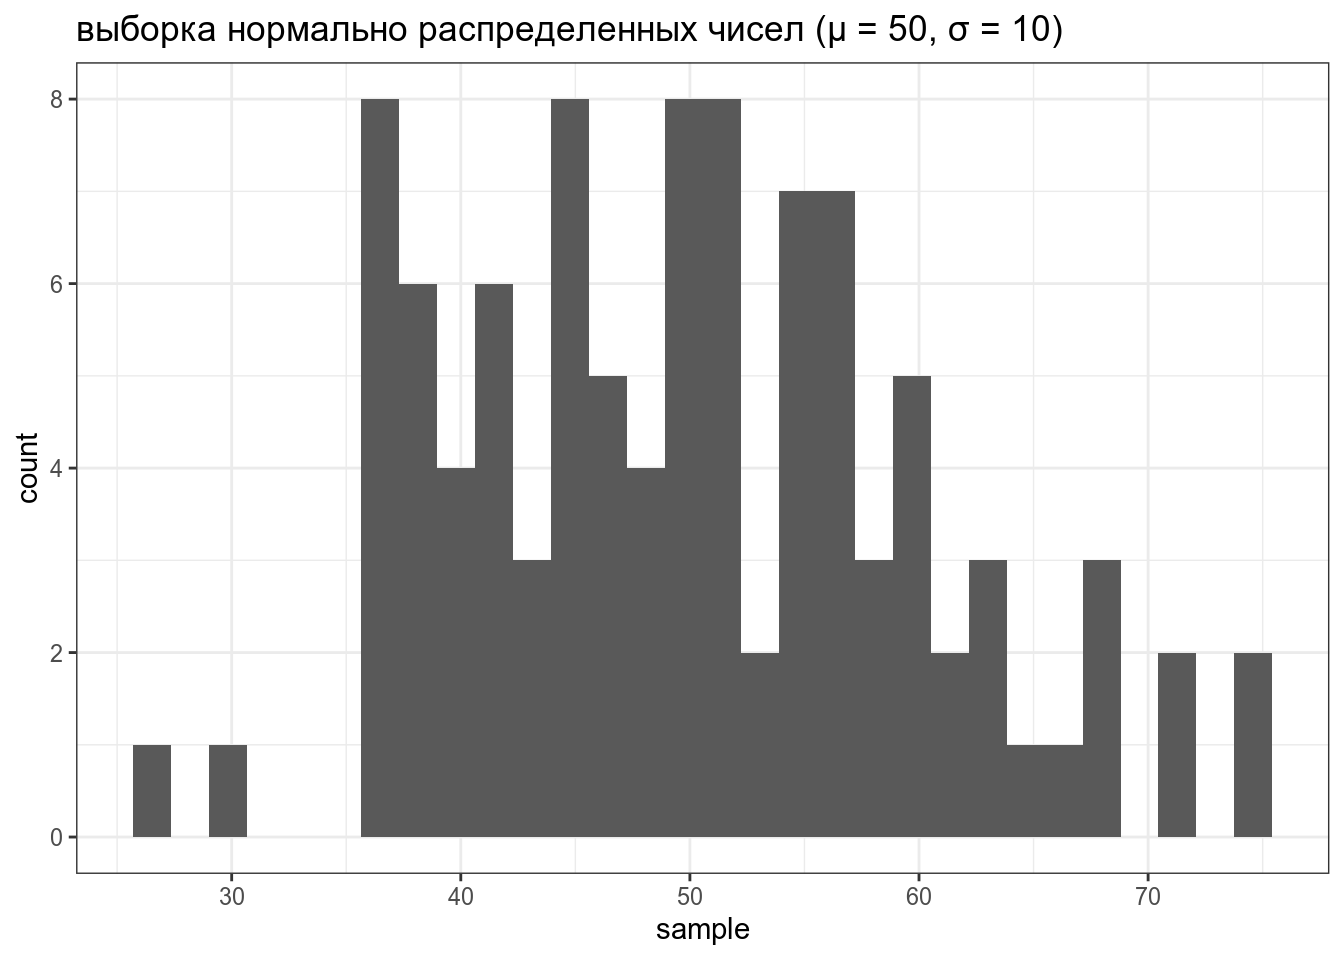 выборка нормально распределенных чисел (μ = 50, σ = 10)
8
6
4
2
0
count
30 40 50 60 70
sample